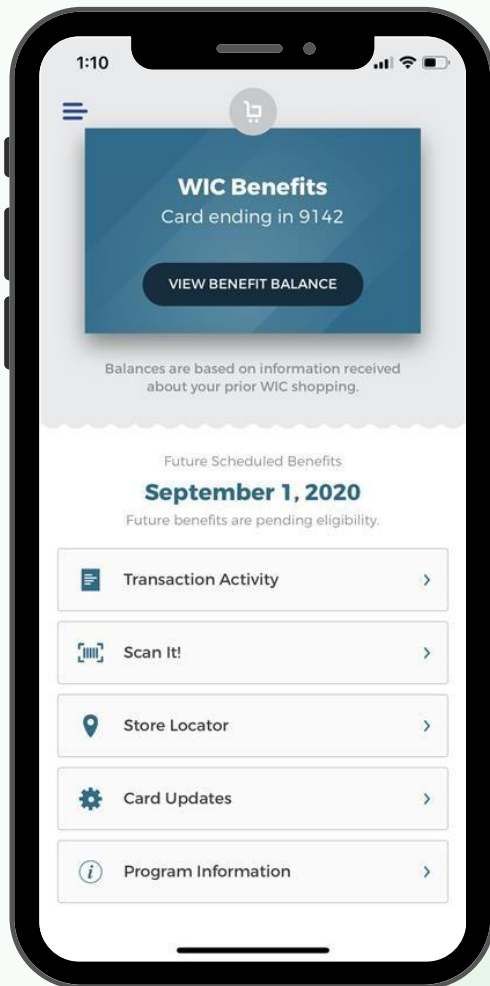 1:10
WIC Benefits
Card ending in 9142
VIEW BENEFIT BALANCE
Balances are based on information received
about your prior WIC shopping.
Future Scheduled Benefits
September 1, 2020
Future benefits are pending eligibility.
Transaction Activity
Scan It!
Store Locator
Card Updates
Program Information